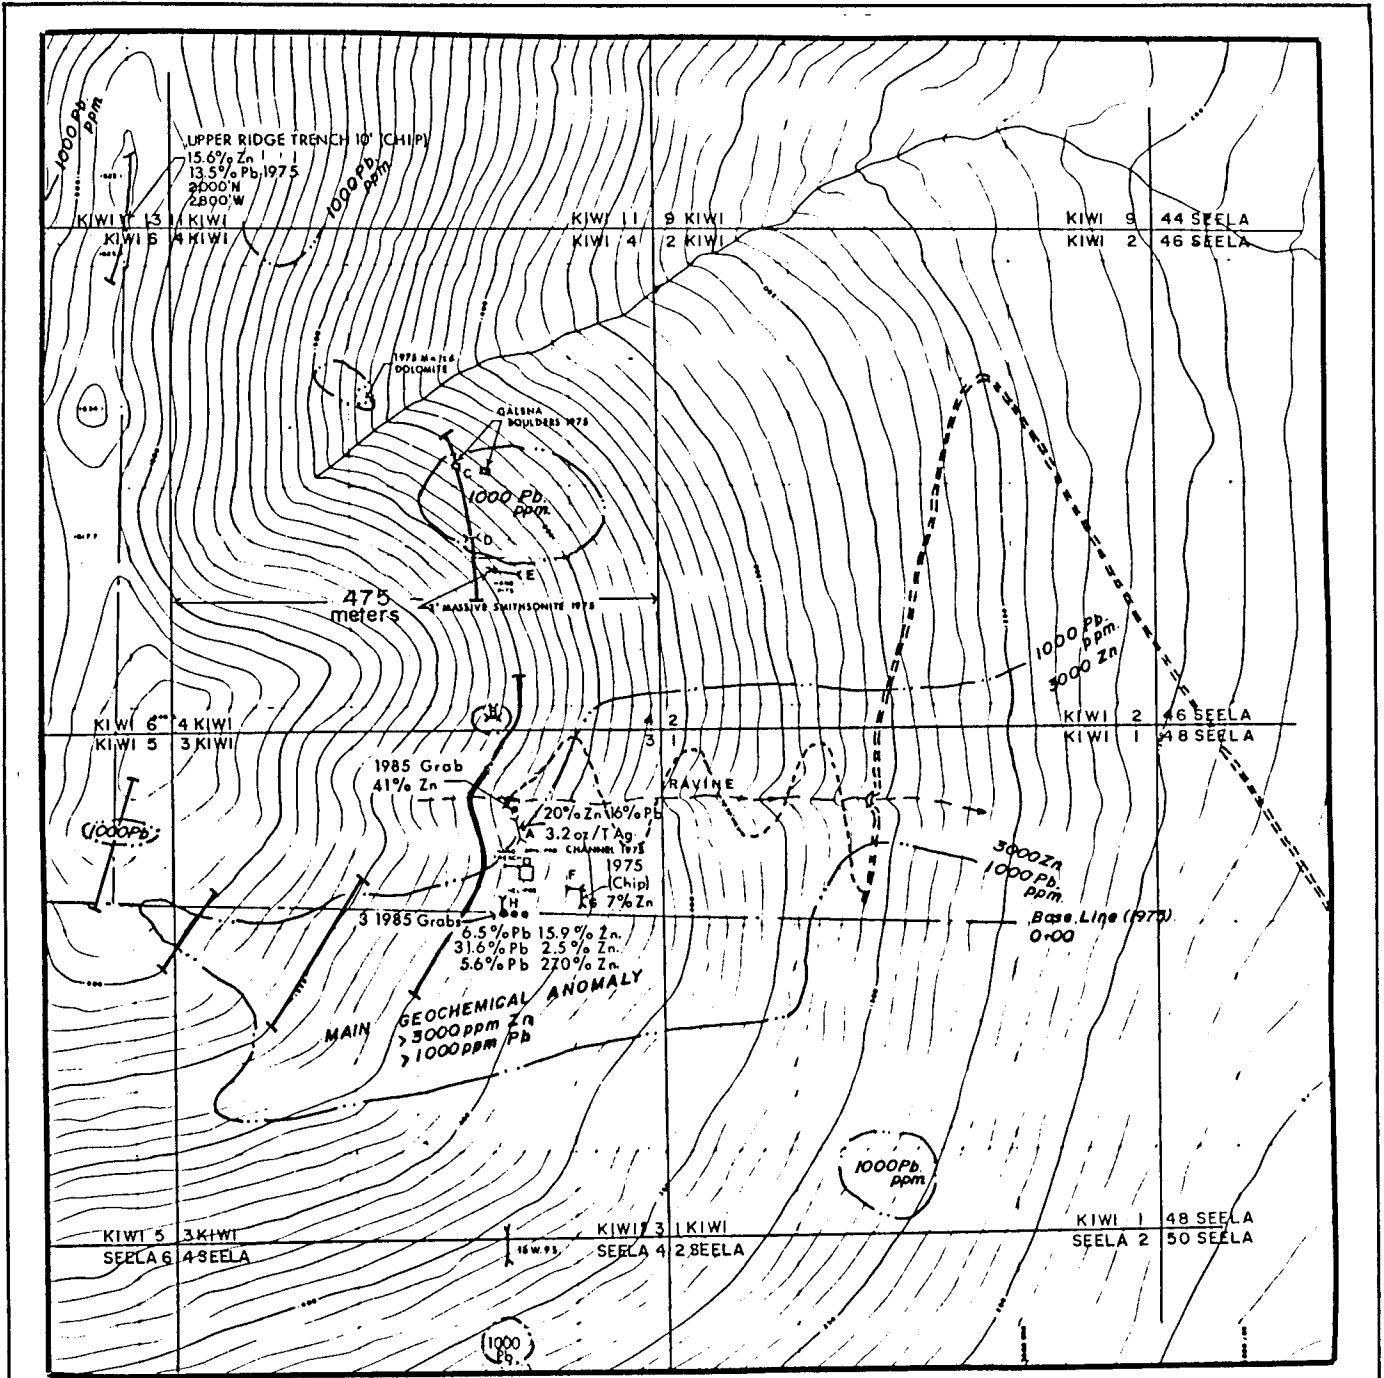 1000 Pb.
ppm
UPPER RIDGE TRENCH 10' (CHIP)
15.6% Zn
13.5% Pb 1975
2000'N
2800'W
1000 Pb.
ppm
KIWI 13 11 KIWI
KIWI 6 4 KIWI
KIWI 11 9 KIWI
KIWI 4 2 KIWI
KIWI 9 44 SEELA
KIWI 2 46 SEELA
1975
DOLOMITE
GALENA
BOULDERS 1975
C
1000 Pb.
ppm
D
E
475
meters
2' MASSIVE SMITHSONITE 1975
1000 Pb.
ppm
3000 Zn
KIWI 6 4 KIWI
KIWI 5 3 KIWI
4 2
3 1
KIWI 2 46 SEELA
KIWI 1 48 SEELA
1985 Grab
41% Zn
RAVINE
20% Zn 16% Pb
A 3.2 oz/T Ag.
CHANNEL 1975
1000Pb.
1975
(Chip)
7% Zn
F
G
H
3000 Zn
1000 Pb.
ppm
3 1985 Grabs
6.5% Pb 15.9% Zn.
31.6% Pb 2.5% Zn.
5.6% Pb 27.0% Zn.
Base Line (1975)
0+00
MAIN GEOCHEMICAL ANOMALY
>3000 ppm Zn
>1000 ppm Pb
1000 Pb.
ppm
KIWI 5 3 KIWI
SEELA 6 4 SEELA
KIWI 3 1 KIWI
SEELA 4 2 SEELA
KIWI 1 48 SEELA
SEELA 2 50 SEELA
1000
Pb.